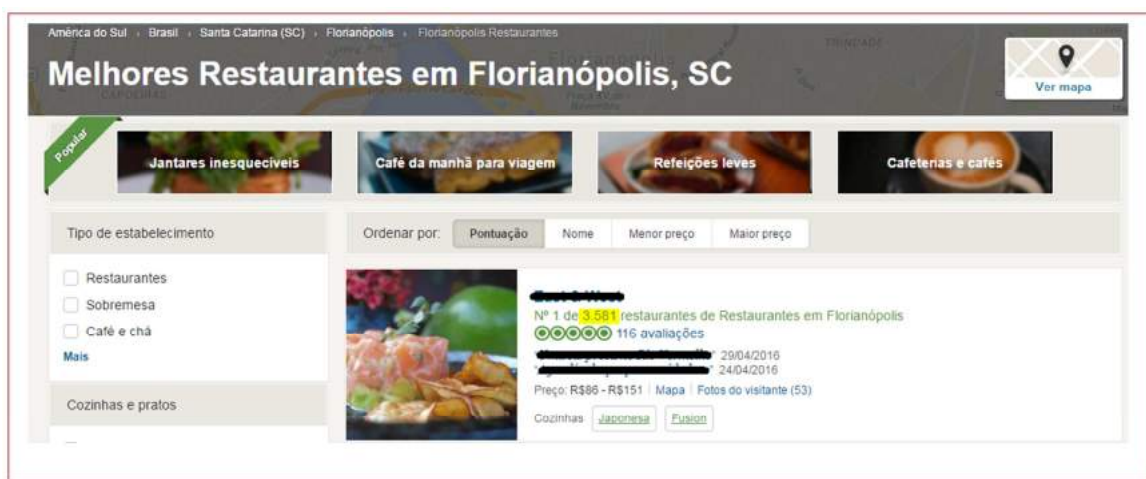 América do Sul › Brasil › Santa Catarina (SC) › Florianópolis › Florianópolis Restaurantes
Melhores Restaurantes em Florianópolis, SC
Ver mapa
TRINDADE
CAPOEIRAS
Popular
Jantares inesquecíveis
Café da manhã para viagem
Refeições leves
Cafeterias e cafés
Tipo de estabelecimento
Restaurantes
Sobremesa
Café e chá
Mais
Cozinhas e pratos
Ordenar por: Pontuação Nome Menor preço Maior preço
Nº 1 de 3.581 restaurantes de Restaurantes em Florianópolis
116 avaliações
29/04/2016
24/04/2016
Preço: R$86 - R$151 | Mapa | Fotos do visitante (53)
Cozinhas Japonesa Fusion